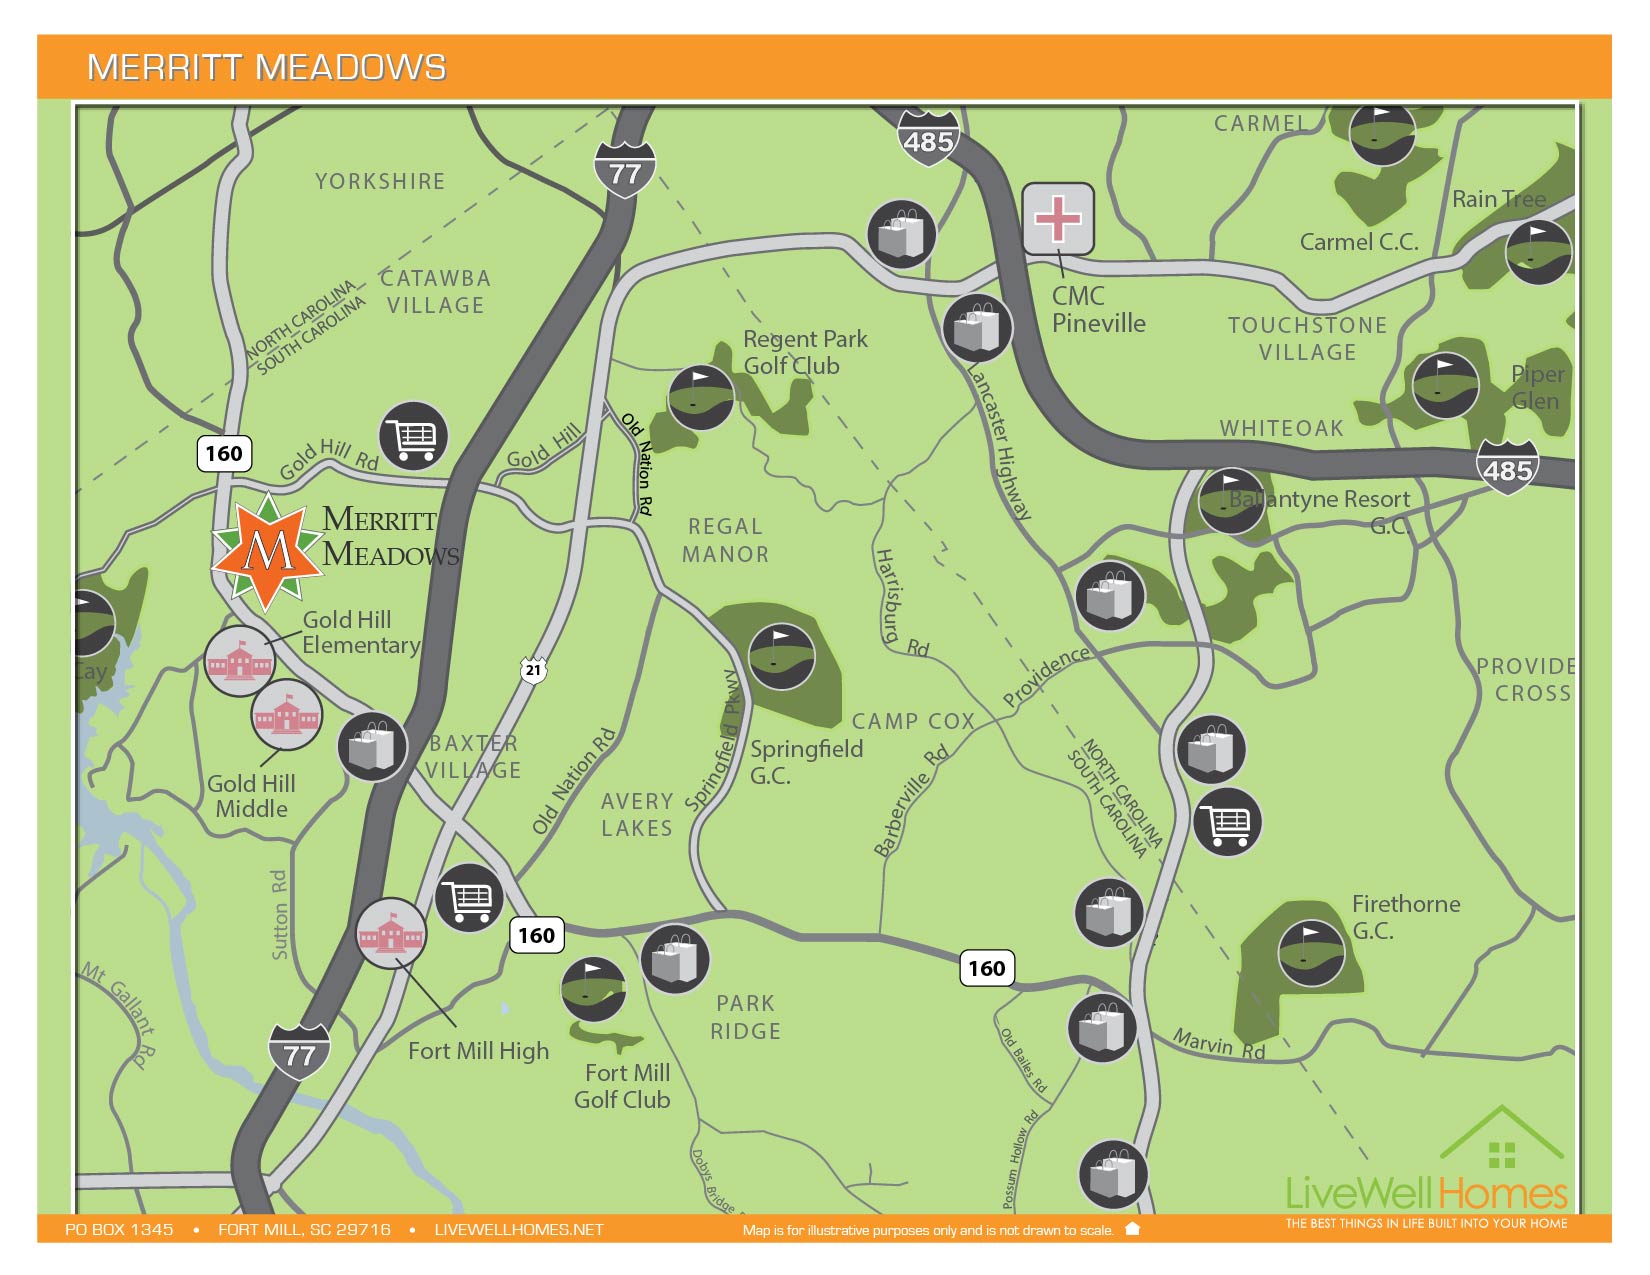 MERRITT MEADOWS
485
CARMEL
77
YORKSHIRE
Rain Tree
Carmel C.C.
CATAWBA
VILLAGE
NORTH CAROLINA
SOUTH CAROLINA
CMC
Pineville
TOUCHSTONE
VILLAGE
Regent Park
Golf Club
Piper
Glen
Lancaster Highway
WHITEOAK
160
Gold Hill Rd
Gold Hill
Old Nation Rd
485
Ballantyne Resort
G.C.
MERRITT
MEADOWS
M
REGAL
MANOR
Harrisburg Rd
Gold Hill
Elementary
21
Lay
Providence
PROVIDE
CROSS
Springfield Pkwy
CAMP COX
Springfield
G.C.
BAXTER
VILLAGE
Old Nation Rd
Barberville Rd
NORTH CAROLINA
SOUTH CAROLINA
Gold Hill
Middle
AVERY
LAKES
Sutton Rd
Firethorne
G.C.
160
160
Mt Gallant Rd
PARK
RIDGE
77
Fort Mill High
Old Bailes Rd
Marvin Rd
Fort Mill
Golf Club
Possum Hollow Rd
Dobys Bridge
LiveWellHomes
THE BEST THINGS IN LIFE BUILT INTO YOUR HOME
PO BOX 1345 • FORT MILL, SC 29716 • LIVEWELLHOMES.NET
Map is for illustrative purposes only and is not drawn to scale.